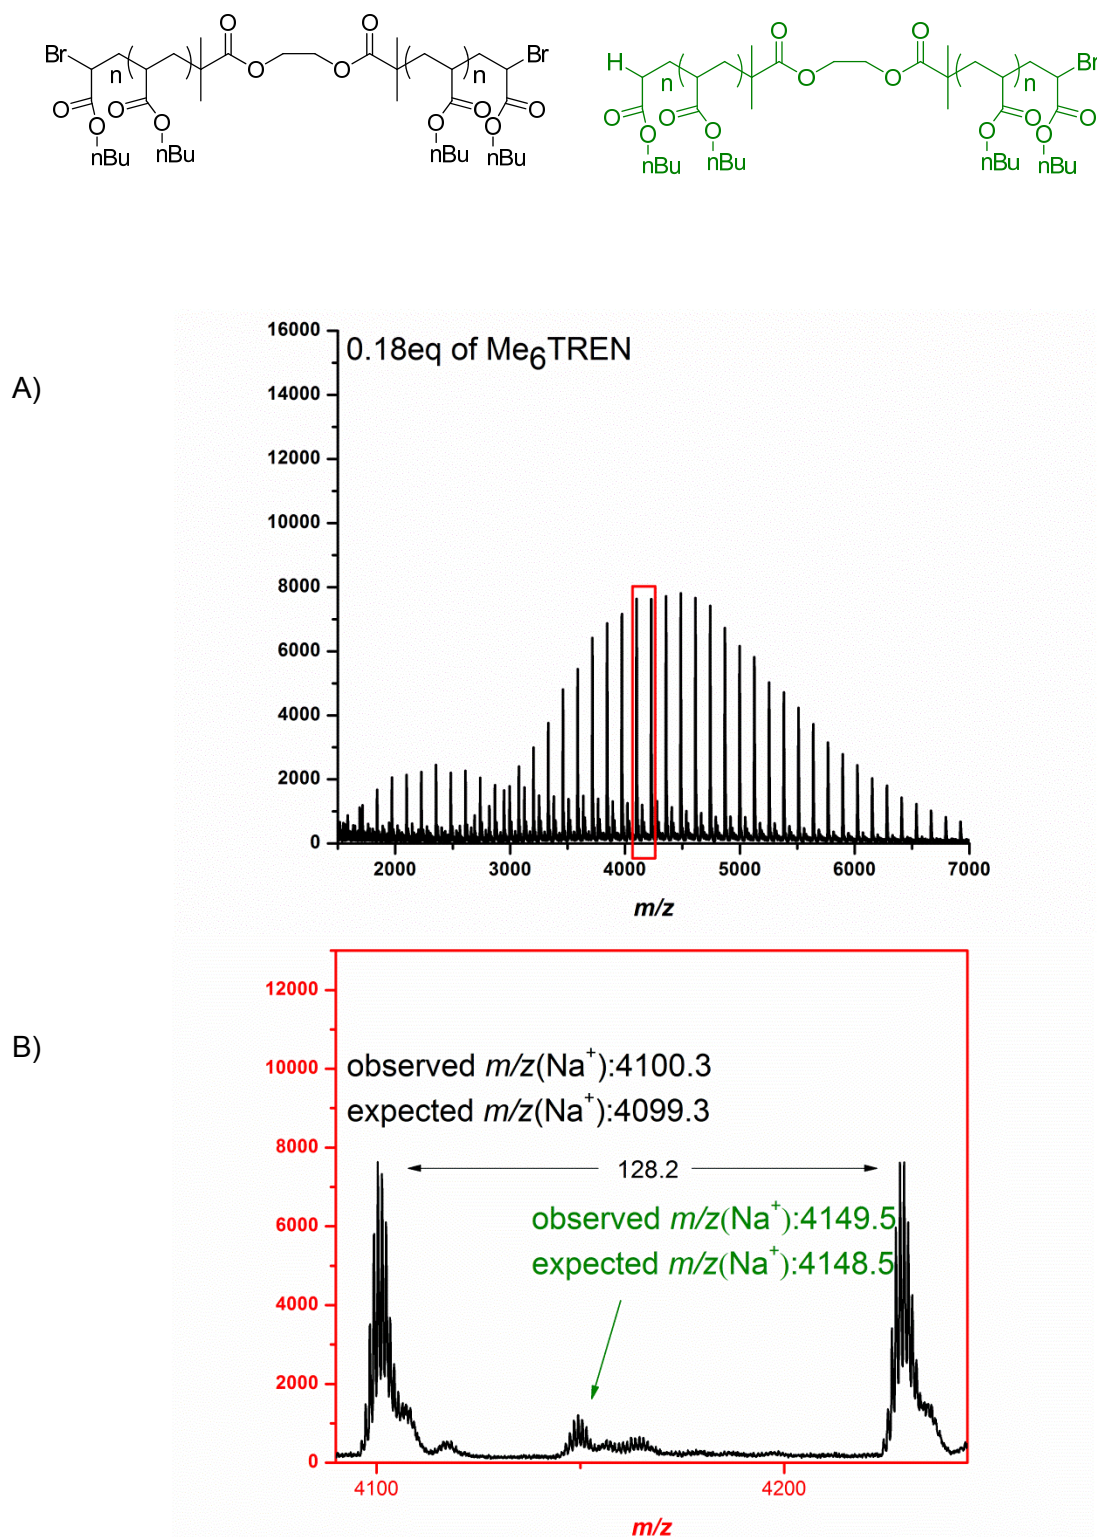 O O
Br O O Br
n n
O O O O
O O O O
nBu nBu nBu nBu
O O
H O O Br
n n
O O O O
O O O O
nBu nBu nBu nBu
A)
0.18eq of Me6TREN
16000
14000
12000
10000
8000
6000
4000
2000
0
2000 3000 4000 5000 6000 7000
m/z
B)
12000
10000
8000
6000
4000
2000
0
observed m/z(Na+):4100.3
expected m/z(Na+):4099.3
128.2
observed m/z(Na+):4149.5
expected m/z(Na+):4148.5
4100 4200
m/z